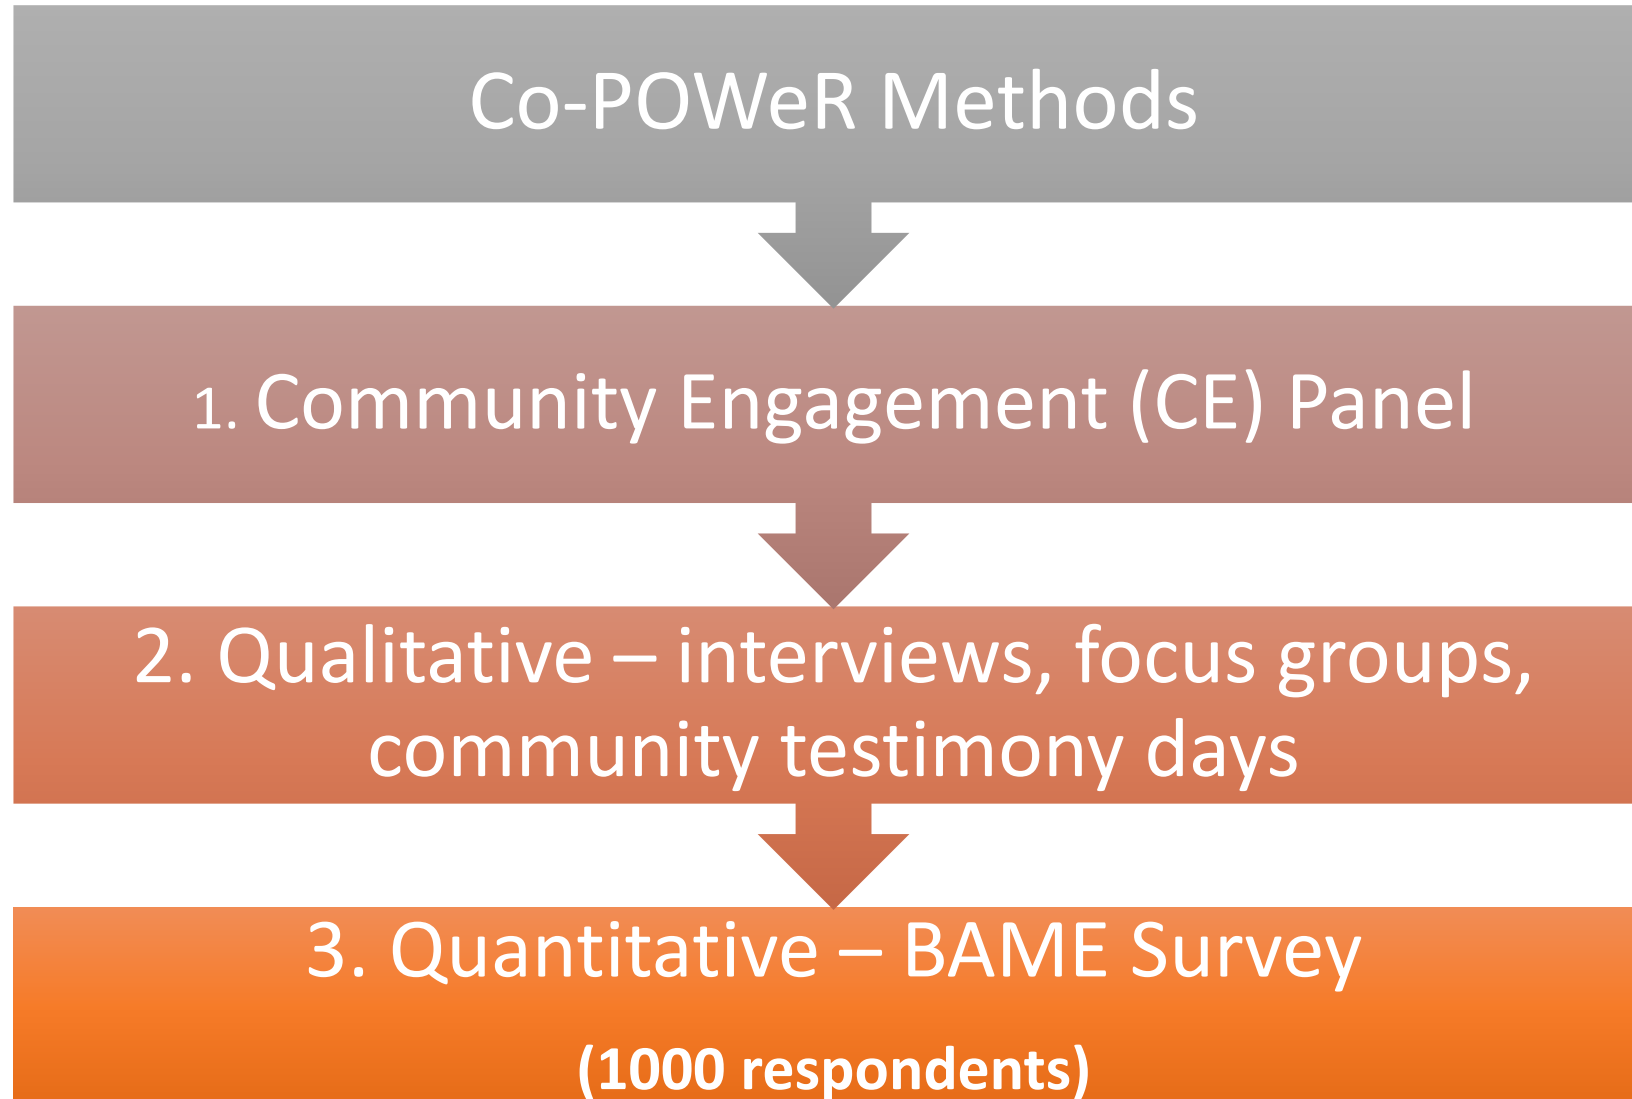 Co-POWeR Methods
1. Community Engagement (CE) Panel
2. Qualitative – interviews, focus groups,
community testimony days
3. Quantitative – BAME Survey
(1000 respondents)